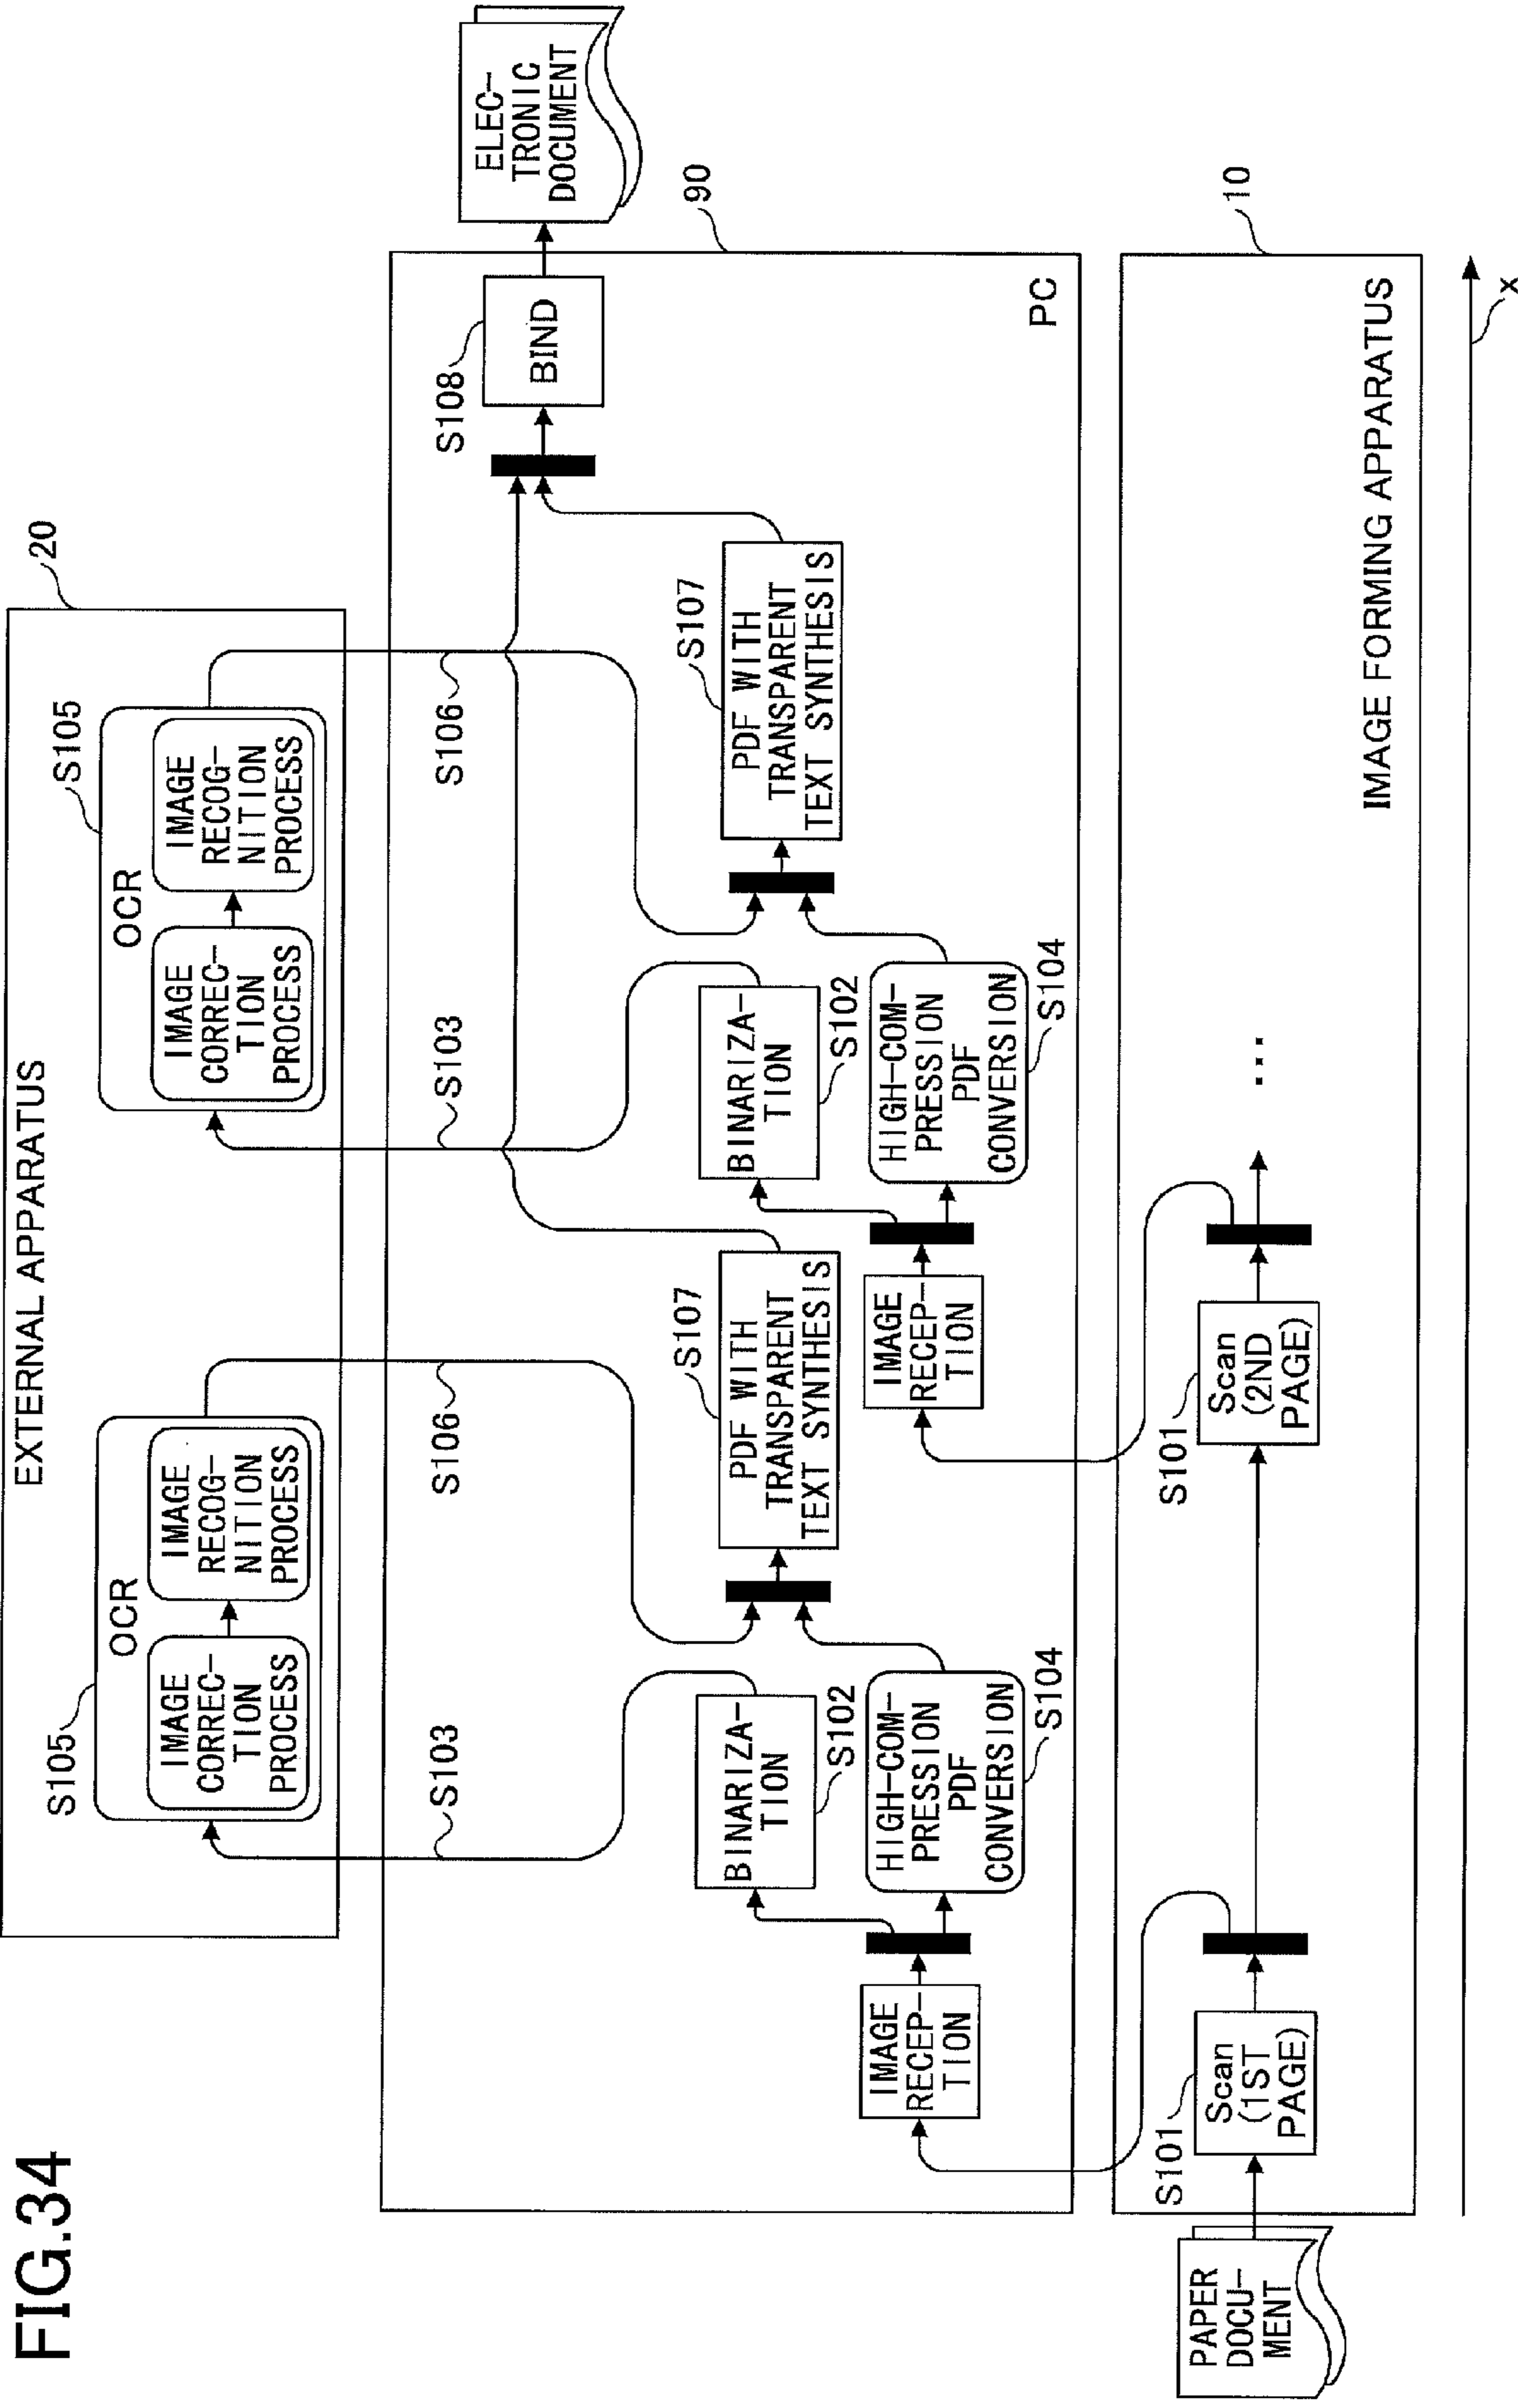 FIG.34
EXTERNAL APPARATUS
20
S105
OCR
IMAGE
CORREC-
TION
PROCESS
IMAGE
RECOG-
NITION
PROCESS
S105
OCR
IMAGE
CORREC-
TION
PROCESS
IMAGE
RECOG-
NITION
PROCESS
S103
S106
S103
S106
S108
BIND
ELEC-
TRONIC
DOCUMENT
90
PC
IMAGE
RECEP-
TION
BINARIZA-
TION
S102
HIGH-COM-
PRESSION
PDF
CONVERSION
S104
S107
PDF WITH
TRANSPARENT
TEXT SYNTHESIS
IMAGE
RECEP-
TION
BINARIZA-
TION
S102
HIGH-COM-
PRESSION
PDF
CONVERSION
S104
S107
PDF WITH
TRANSPARENT
TEXT SYNTHESIS
10
PAPER
DOCU-
MENT
S101
Scan
(1ST
PAGE)
S101
Scan
(2ND
PAGE)
...
IMAGE FORMING APPARATUS
x